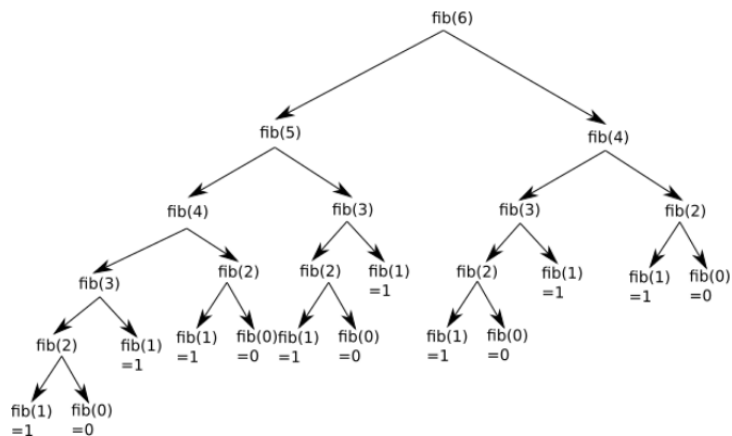 fib(6)
fib(5)
fib(4)
fib(4)
fib(3)
fib(3)
fib(2)
fib(3)
fib(2)
fib(2)
fib(1)
=1
fib(2)
fib(1)
=1
fib(1)
=1
fib(0)
=0
fib(2)
fib(1)
=1
fib(1)
=1
fib(0)
=0
fib(1)
=1
fib(0)
=0
fib(1)
=1
fib(0)
=0
fib(1)
=1
fib(0)
=0